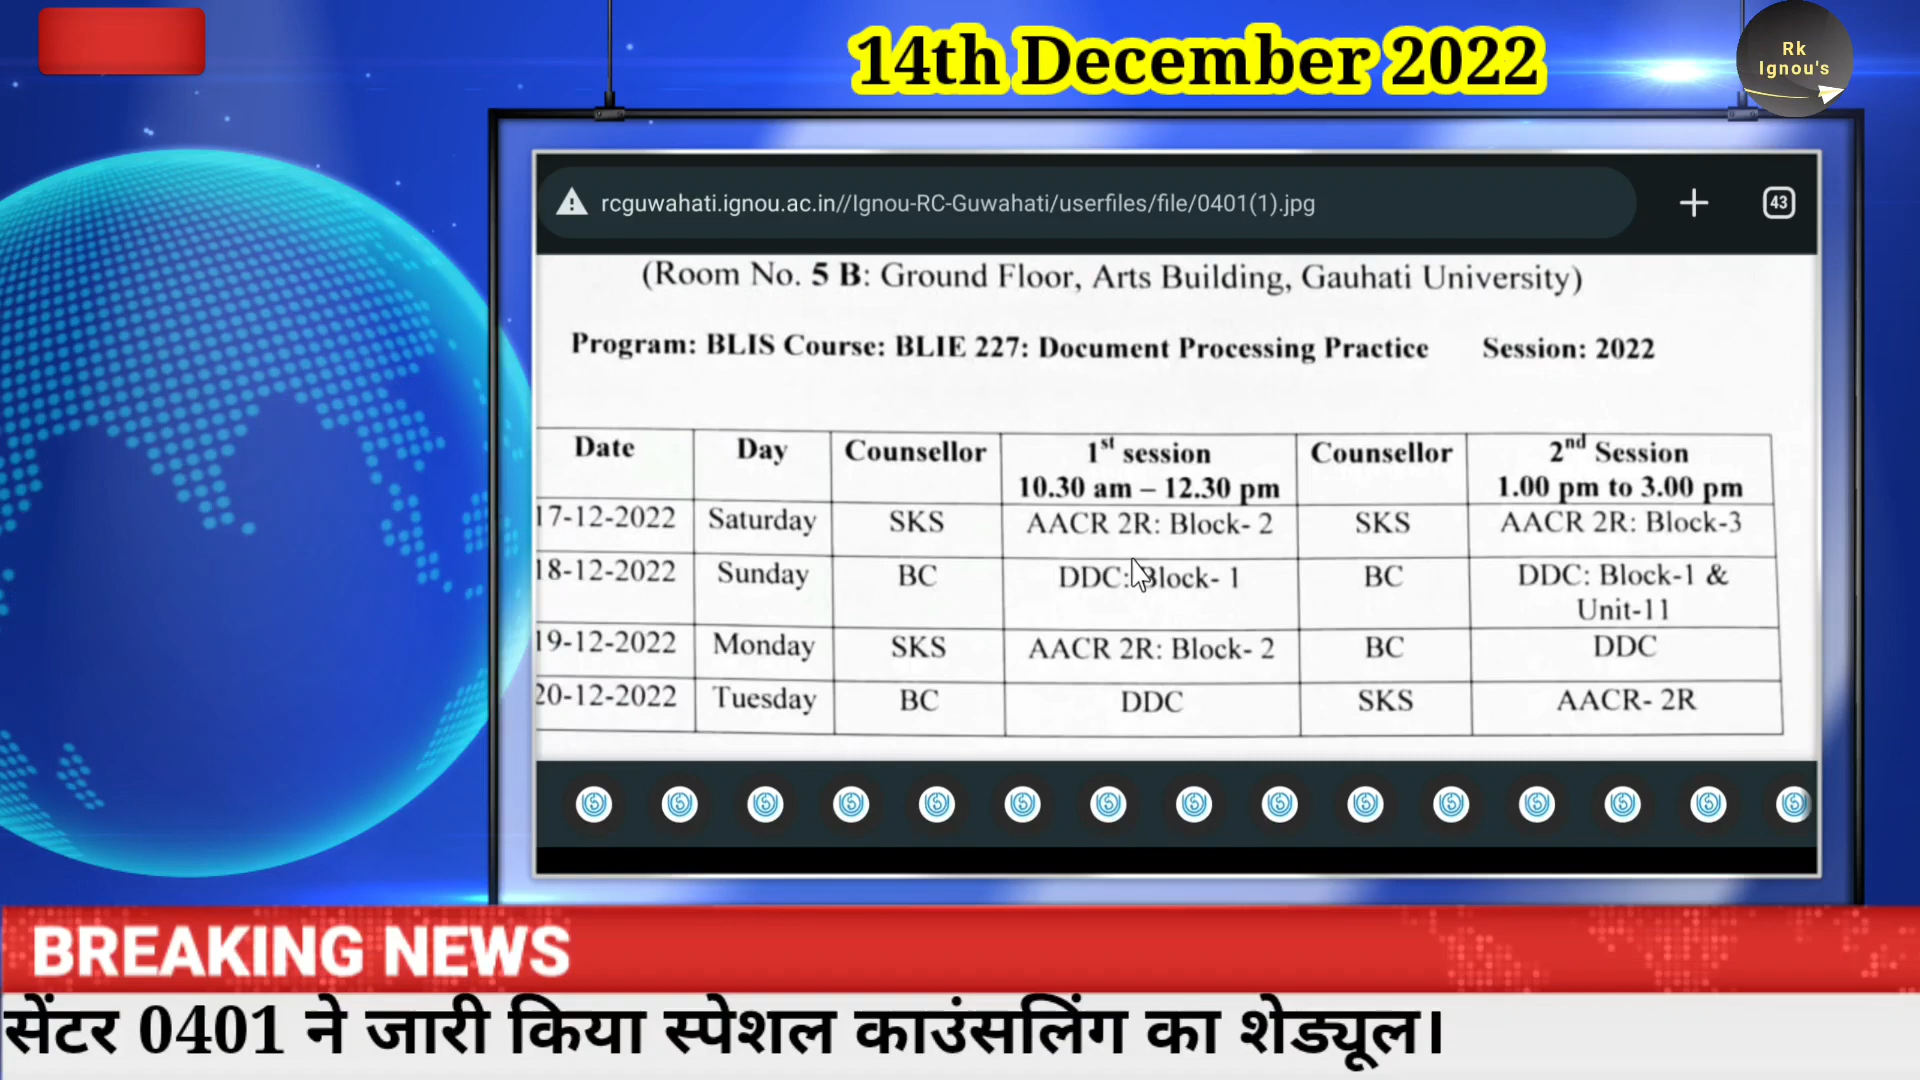 14th December 2022
Rk
Ignou's
rcguwahati.ignou.ac.in//Ignou-RC-Guwahati/userfiles/file/0401(1).jpg
43
(Room No. 5 B: Ground Floor, Arts Building, Gauhati University)
Program: BLIS Course: BLIE 227: Document Processing Practice Session: 2022
Date Day Counsellor 1st session 10.30 am – 12.30 pm Counsellor 2nd Session 1.00 pm to 3.00 pm
17-12-2022 Saturday SKS AACR 2R: Block- 2 SKS AACR 2R: Block-3
18-12-2022 Sunday BC DDC: Block- 1 BC DDC: Block-1 & Unit-11
19-12-2022 Monday SKS AACR 2R: Block- 2 BC DDC
20-12-2022 Tuesday BC DDC SKS AACR- 2R
BREAKING NEWS
सेंटर 0401 ने जारी किया स्पेशल काउंसलिंग का शेड्यूल।